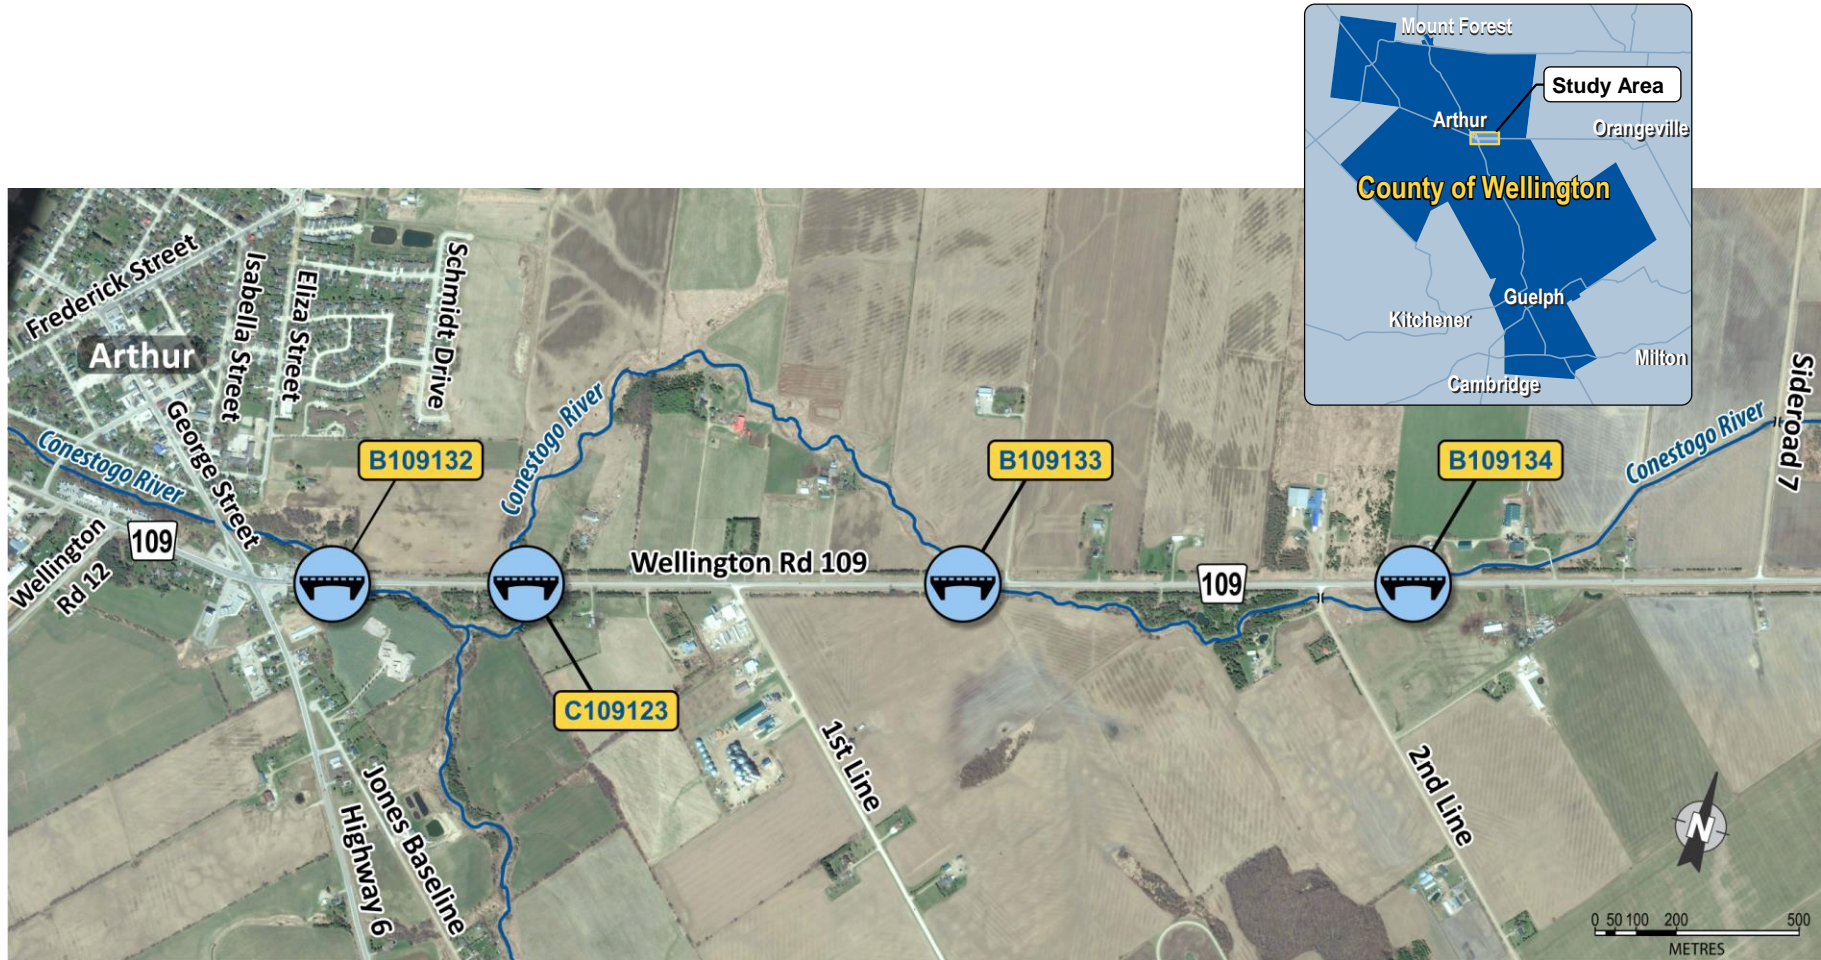 Mount Forest
Study Area
Arthur
Orangeville
County of Wellington
Guelph
Kitchener
Milton
Cambridge
Frederick Street
Isabella Street
Eliza Street
Schmidt Drive
Arthur
George Street
Conestogo River
Conestogo River
Conestogo River
Sideroad 7
B109132
B109133
B109134
109
Wellington
Rd 12
Wellington Rd 109
109
C109123
1st Line
2nd Line
Jones Baseline
Highway 6
N
0 50 100 200 500
METRES